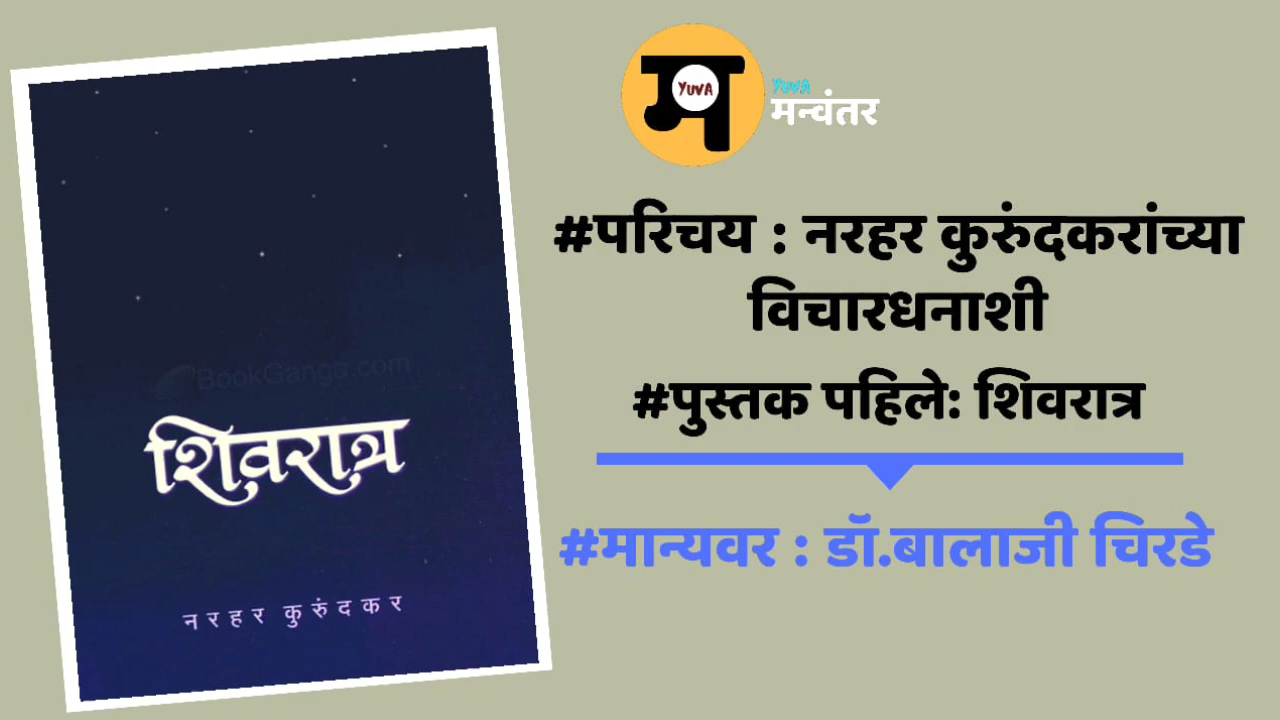 YUVA
YUVA
मन्वंतर
#परिचय : नरहर कुरुंदकरांच्या
विचारधनाशी
#पुस्तक पहिले: शिवरात्र
#मान्यवर : डॉ.बालाजी चिरडे
BookGanga.com
शिवरात्र
नरहर कुरुंदकर